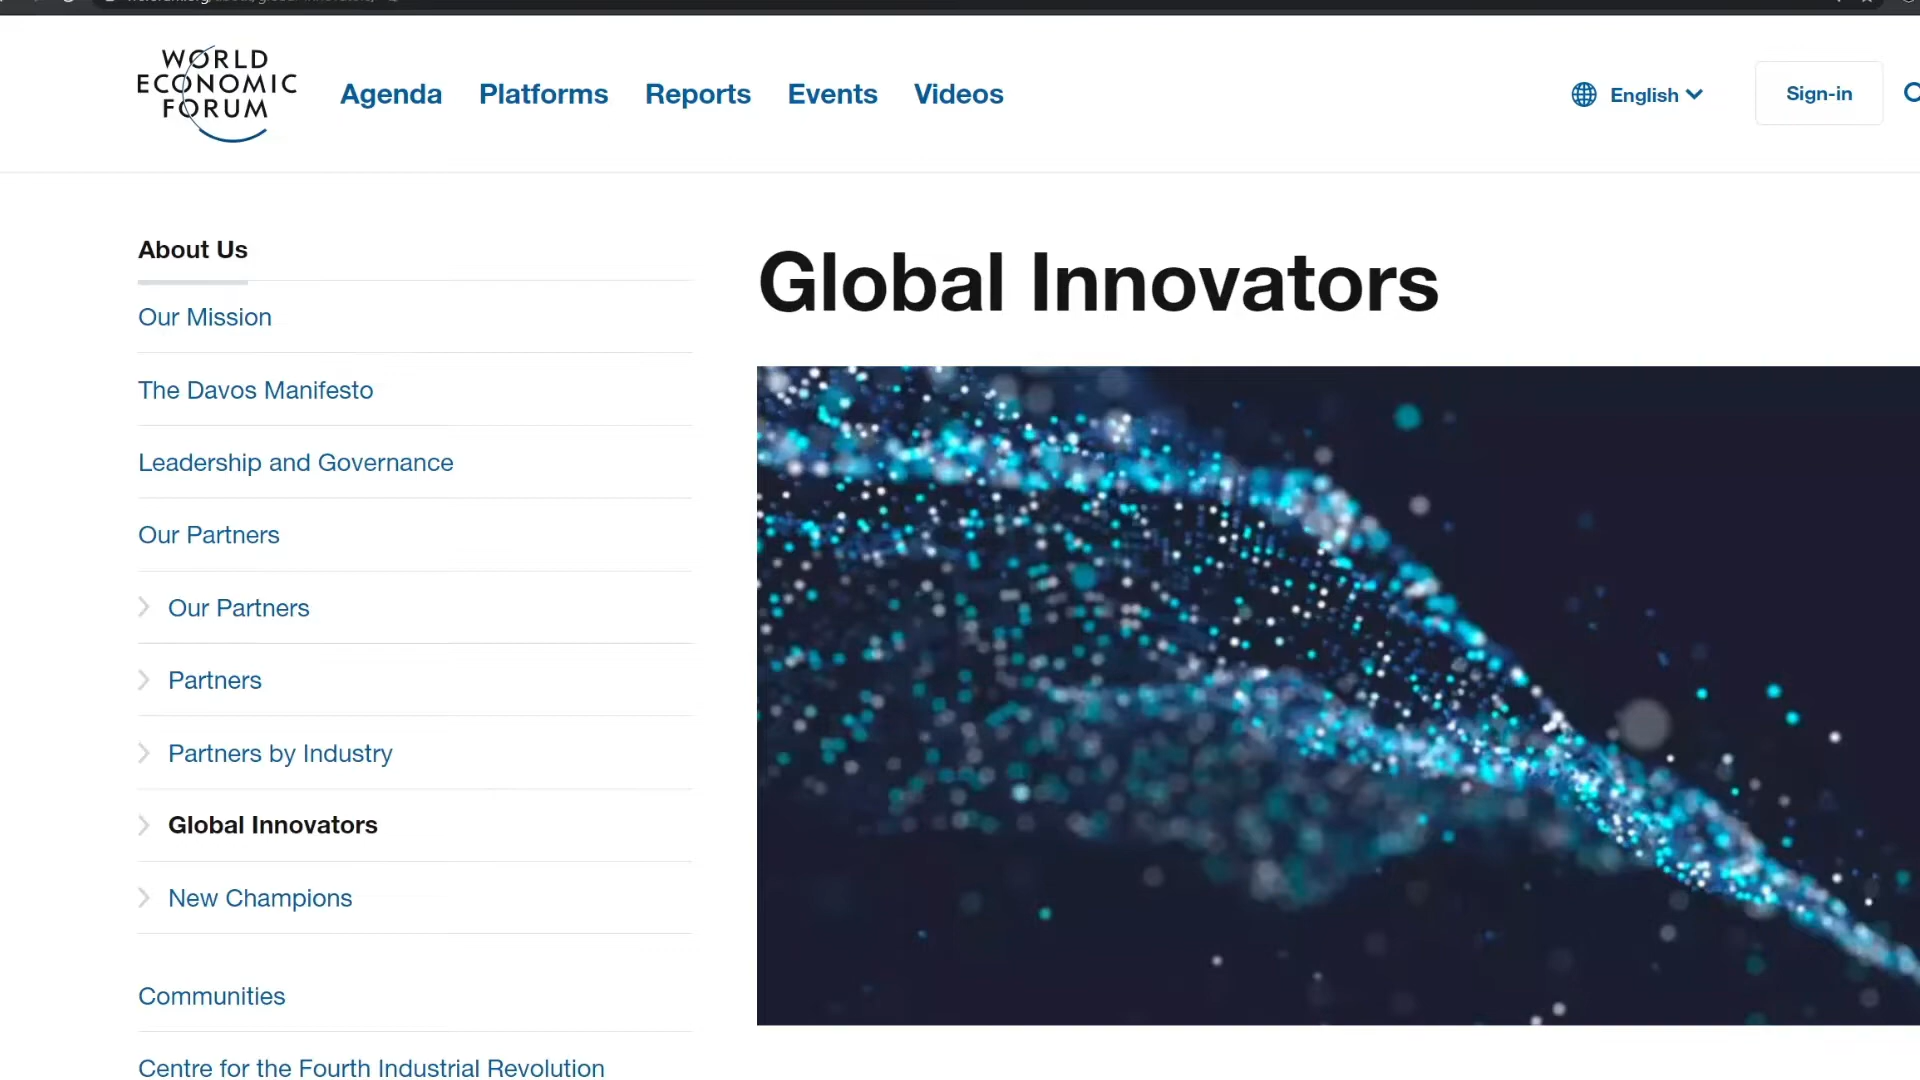 WORLD
ECONOMIC
FORUM
Agenda Platforms Reports Events Videos
English
Sign-in
About Us
Our Mission
The Davos Manifesto
Leadership and Governance
Our Partners
Our Partners
Partners
Partners by Industry
Global Innovators
New Champions
Communities
Centre for the Fourth Industrial Revolution
Global Innovators